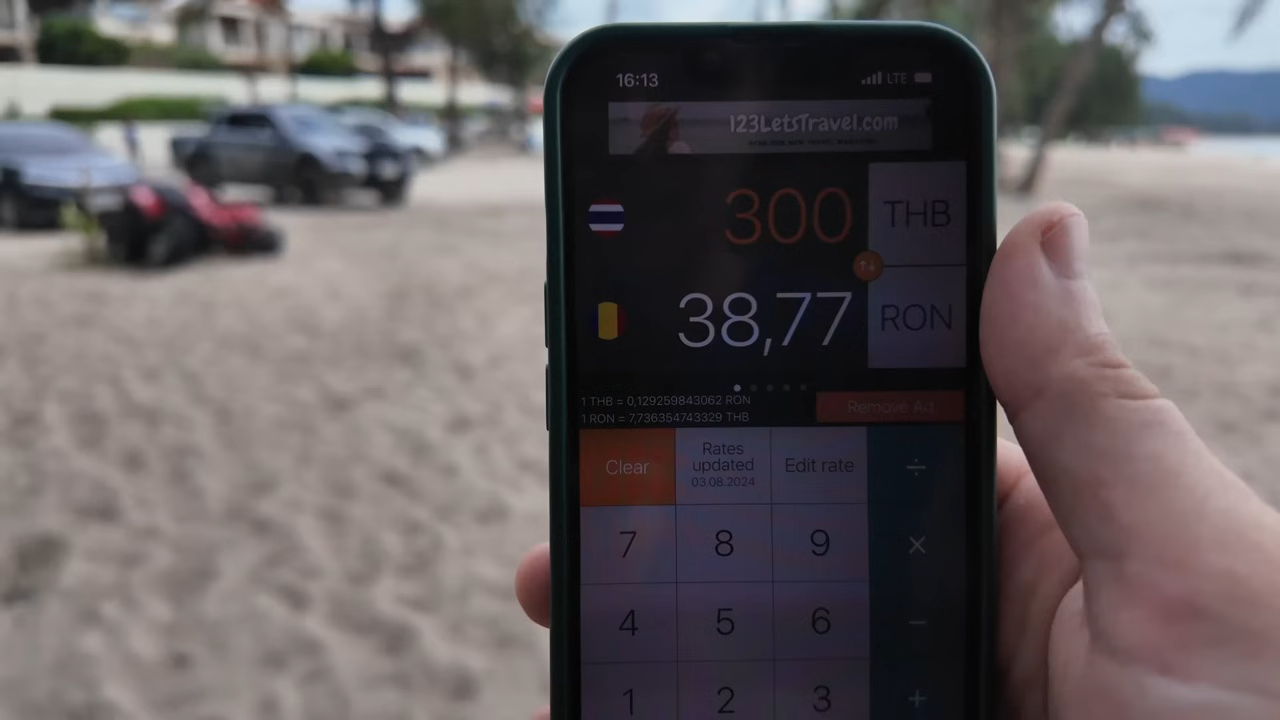 16:13 LTE
123LetsTravel.com
300 THB
38,77 RON
1 THB = 0,129259843062 RON
1 RON = 7,736354743329 THB
Remove Ad
Clear
Rates
updated
03.08.2024
Edit rate
÷
7 8 9 ×
4 5 6 −
1 2 3 +